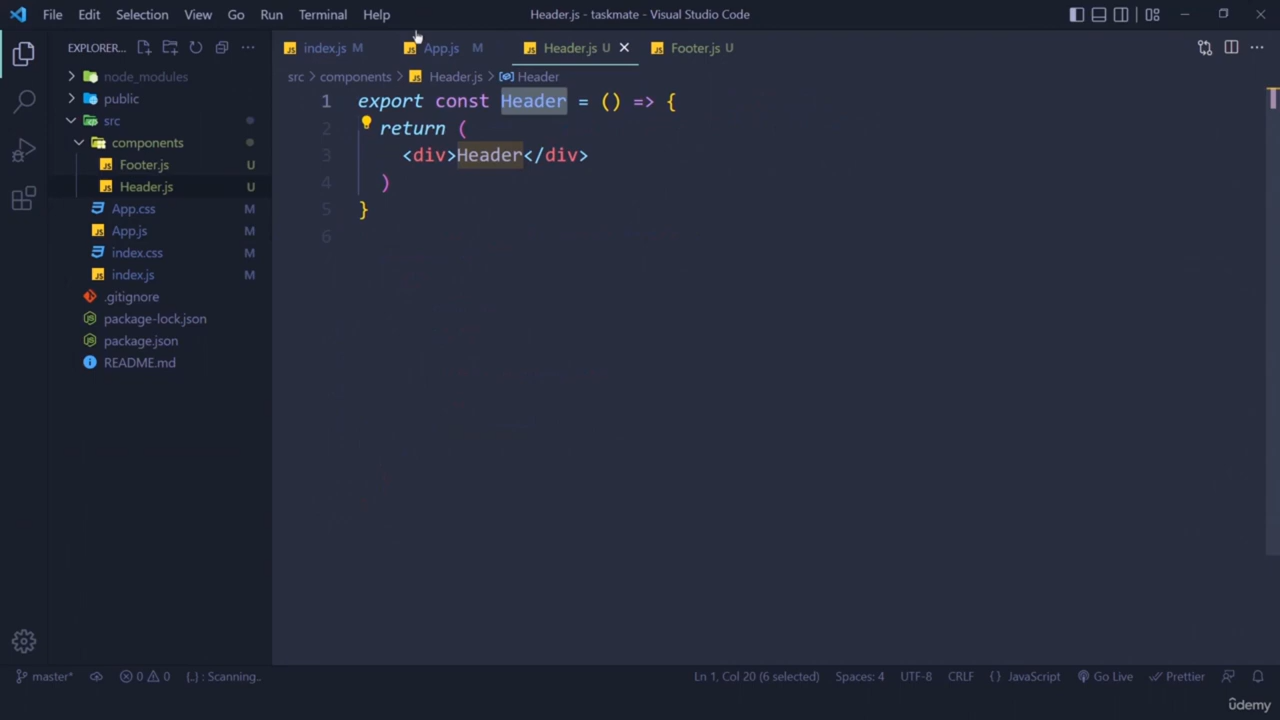 File Edit Selection View Go Run Terminal Help Header.js - taskmate - Visual Studio Code
EXPLORER... index.js M App.js M Header.js U Footer.js U
src > components > Header.js > Header
node_modules
public
src
components
Footer.js U
Header.js U
App.css M
App.js M
index.css M
index.js M
.gitignore
package-lock.json
package.json
README.md
1 export const Header = () => {
2 return (
3 <div>Header</div>
4 )
5 }
6
master* 0 0 {..} : Scanning.. Ln 1, Col 20 (6 selected) Spaces: 4 UTF-8 CRLF {} JavaScript Go Live Prettier
ûdemy